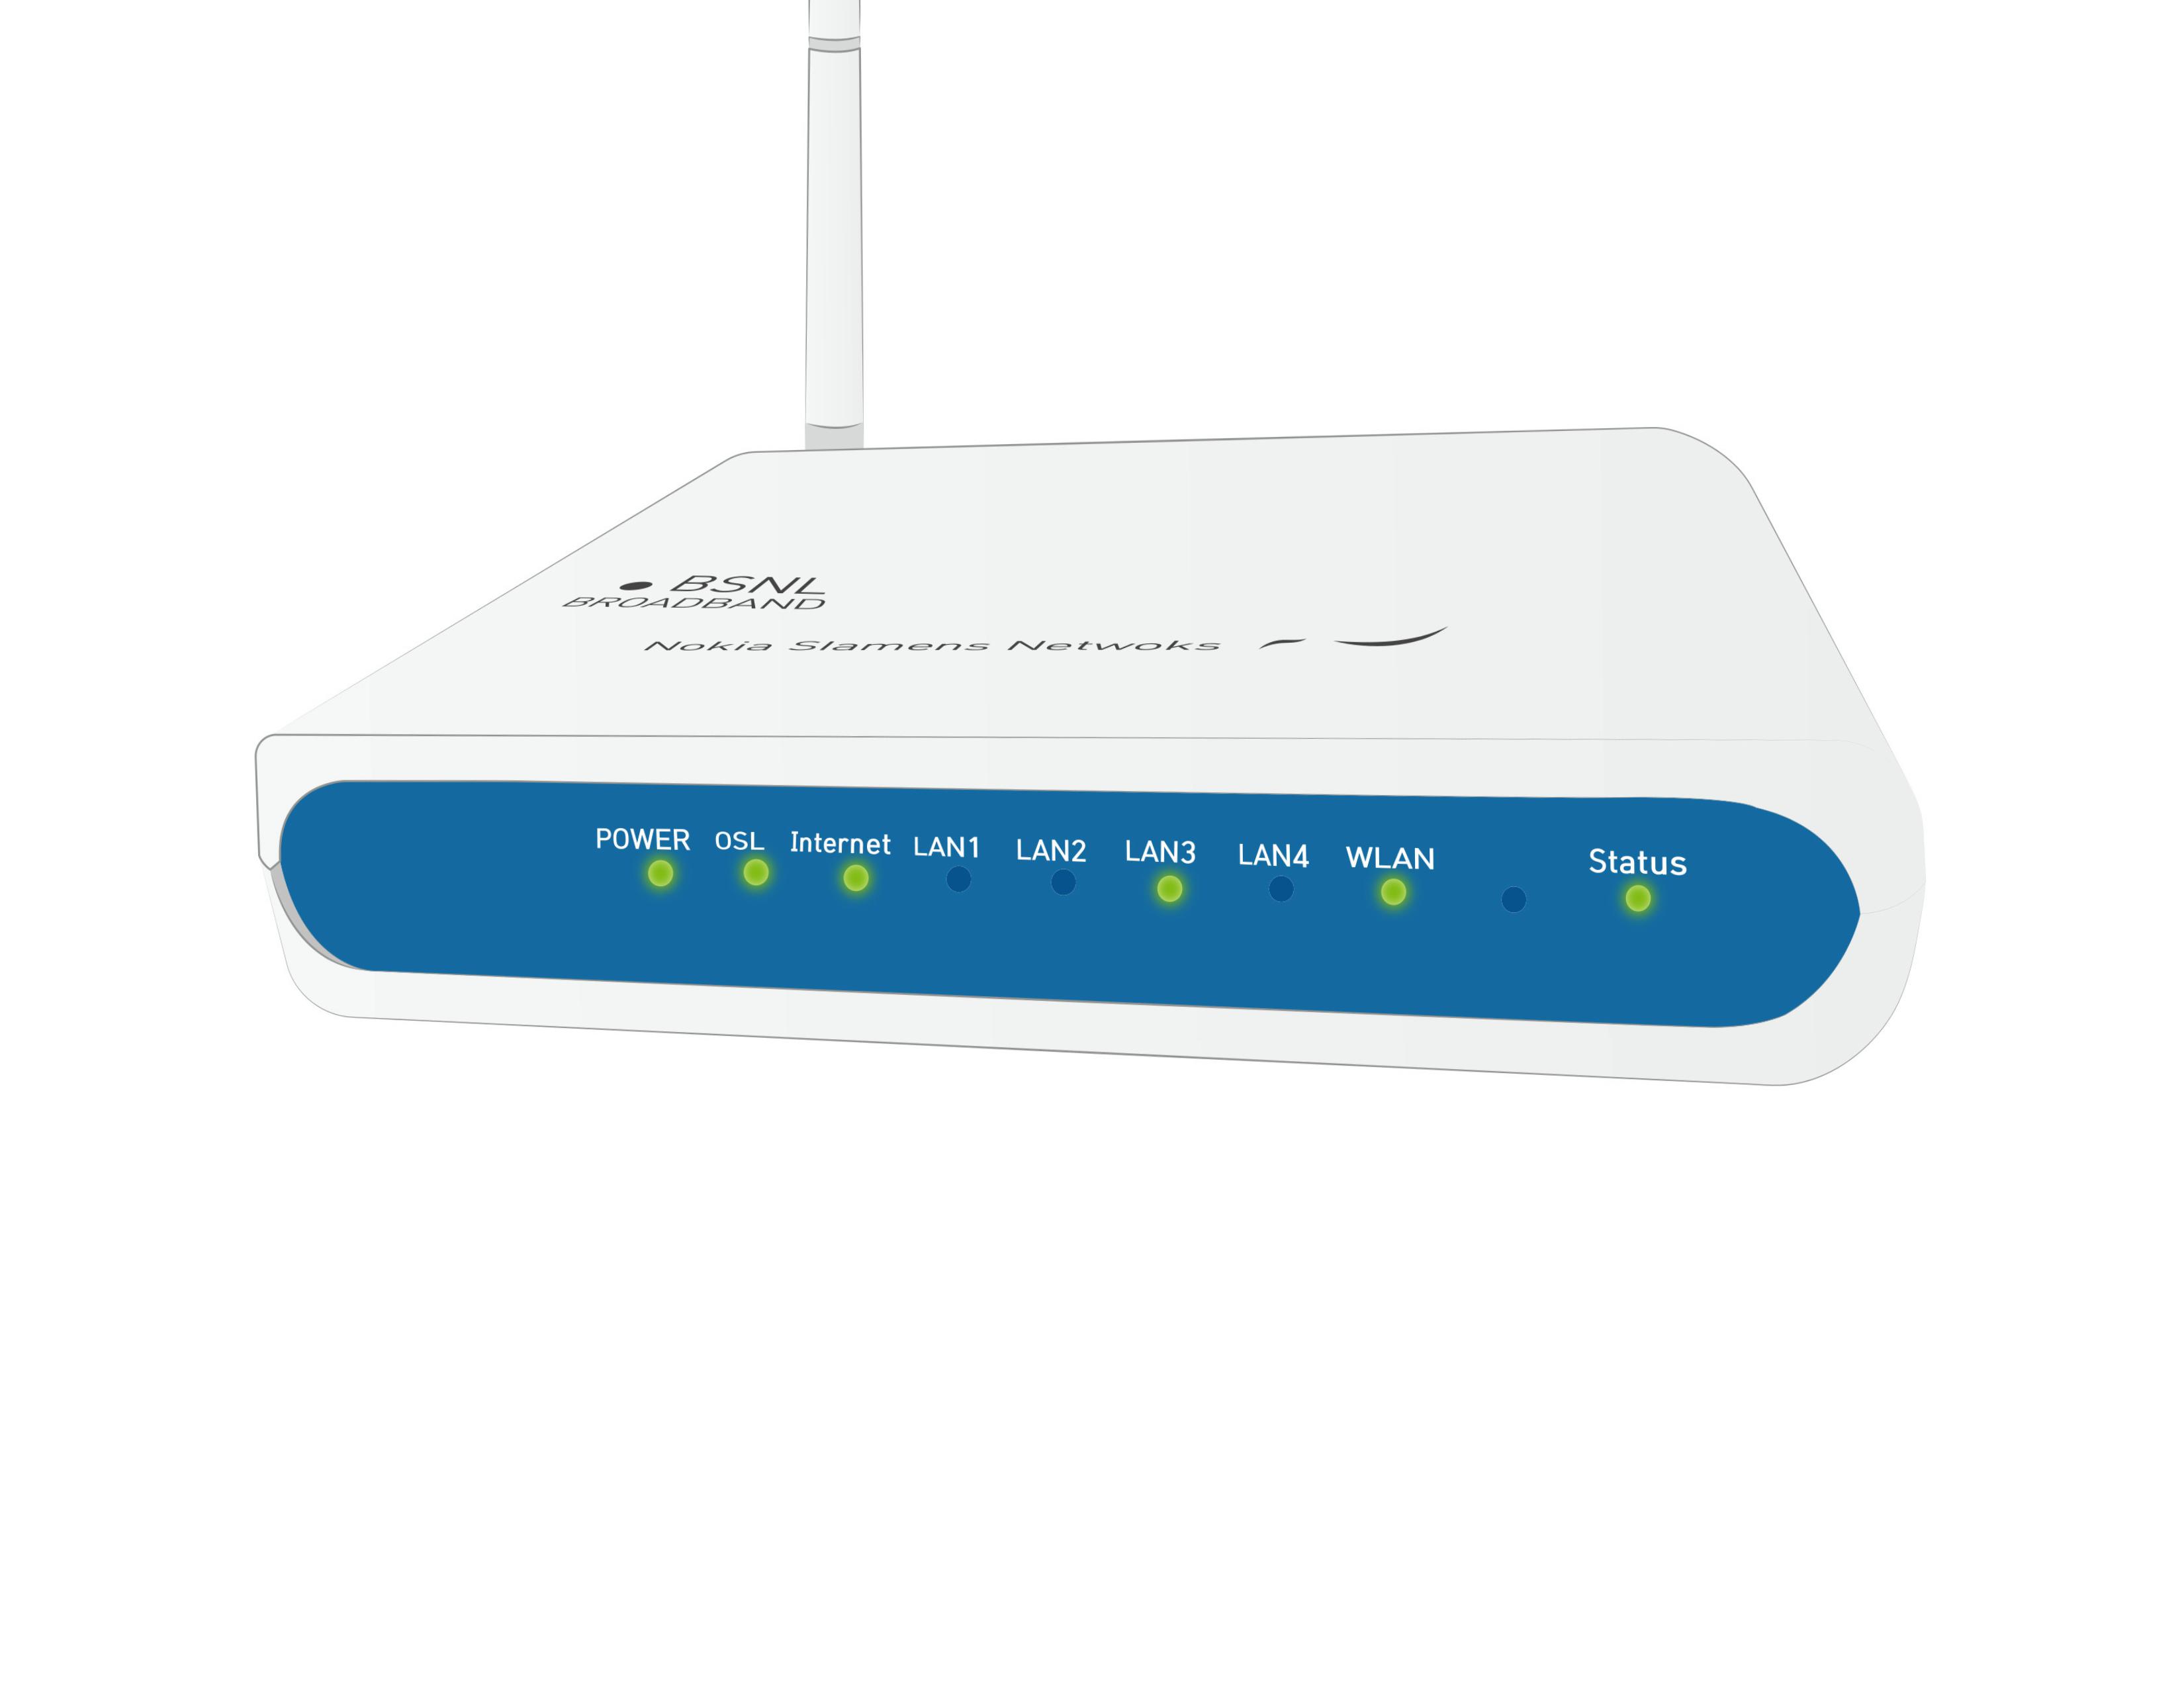 BSNL
BROADBAND
Nokia Slamens Netwoks
POWER OSL Internet LAN1 LAN2 LAN3 LAN4 WLAN Status